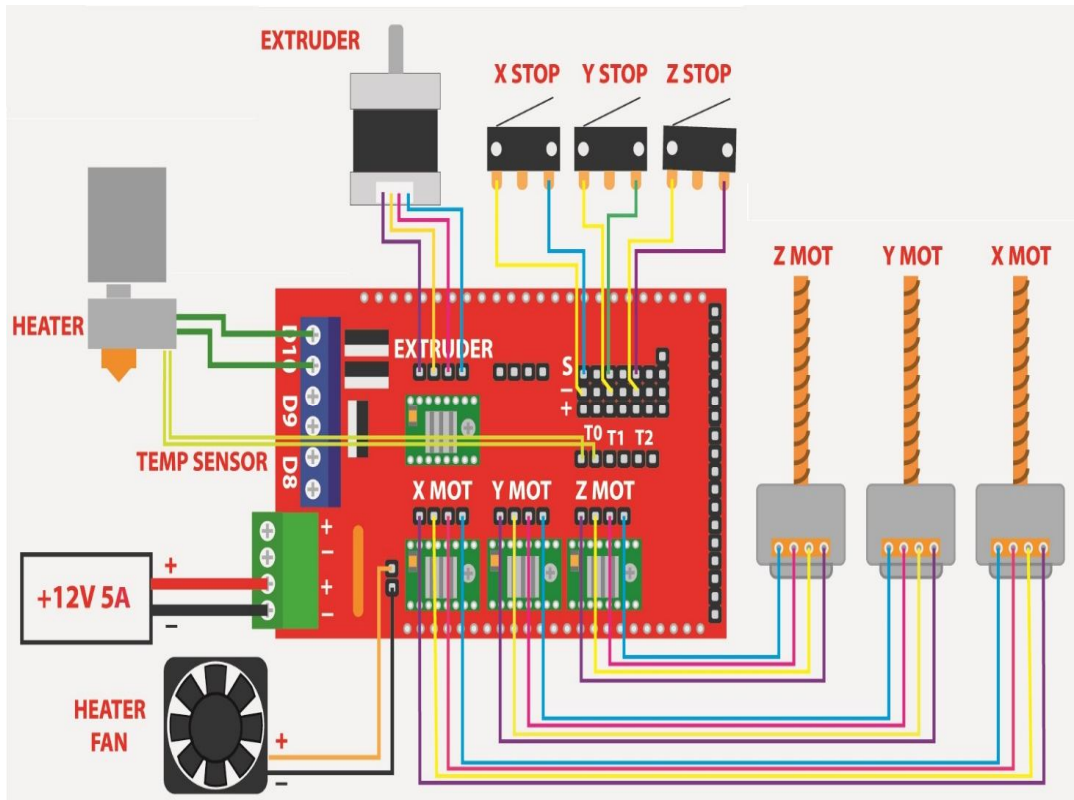 EXTRUDER
X STOP
Y STOP
Z STOP
Z MOT
Y MOT
X MOT
HEATER
D10
EXTRUDER
S
–
+
D9
T0
T1
T2
TEMP SENSOR
D8
X MOT
Y MOT
Z MOT
+
–
+
–
+
+12V 5A
–
HEATER
FAN
+
–